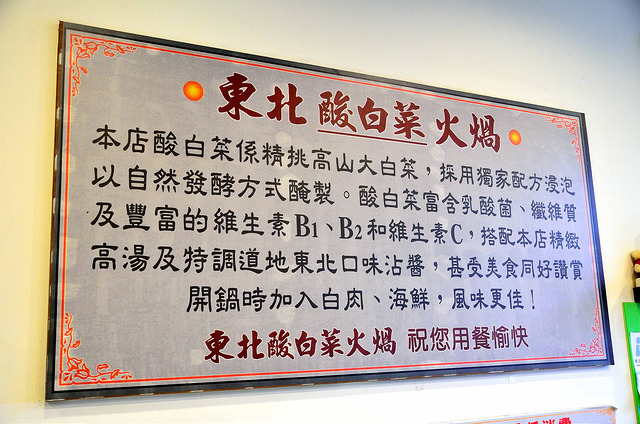 東北酸白菜火鍋
本店酸白菜係精挑高山大白菜，採用獨家配方浸泡
以自然發酵方式醃製。酸白菜富含乳酸菌、纖維質
及豐富的維生素B1、B2和維生素C，搭配本店精緻
高湯及特調道地東北口味沾醬，甚受美食同好讚賞
開鍋時加入白肉、海鮮，風味更佳！
東北酸白菜火鍋 祝您用餐愉快